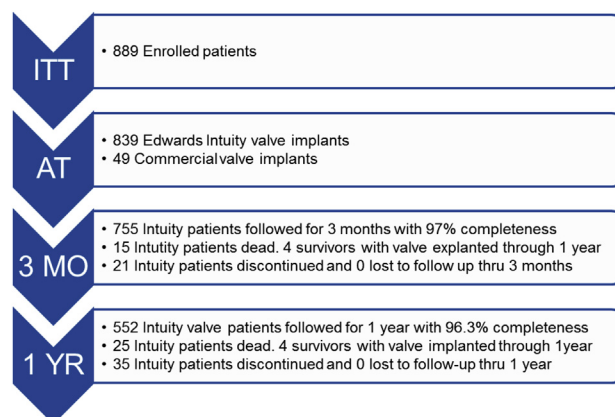 ITT
• 889 Enrolled patients
AT
• 839 Edwards Intuity valve implants
• 49 Commercial valve implants
3 MO
• 755 Intuity patients followed for 3 months with 97% completeness
• 15 Intutity patients dead. 4 survivors with valve explanted through 1 year
• 21 Intuity patients discontinued and 0 lost to follow up thru 3 months
1 YR
• 552 Intuity valve patients followed for 1 year with 96.3% completeness
• 25 Intuity patients dead. 4 survivors with valve implanted through 1year
• 35 Intuity patients discontinued and 0 lost to follow-up thru 1 year